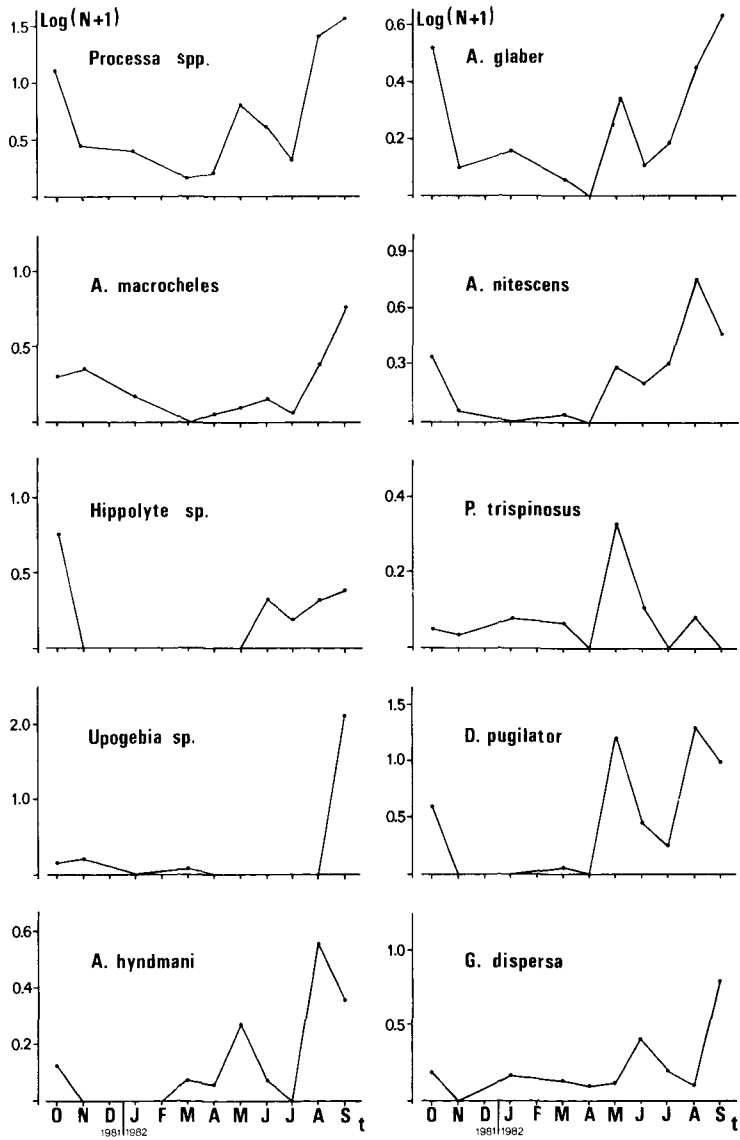 Log(N+1)
Processa spp.
1.5
1.0
0.5
Log(N+1)
A. glaber
0.6
0.4
0.2
A. macrocheles
1.0
0.5
A. nitescens
0.9
0.6
0.3
Hippolyte sp.
1.0
0.5
P. trispinosus
0.4
0.2
Upogebia sp.
2.0
1.0
D. pugilator
1.5
1.0
0.5
A. hyndmani
0.6
0.4
0.2
O N D J F M A M J J A S t
1981 1982
G. dispersa
1.0
0.5
O N D J F M A M J J A S t
1981 1982